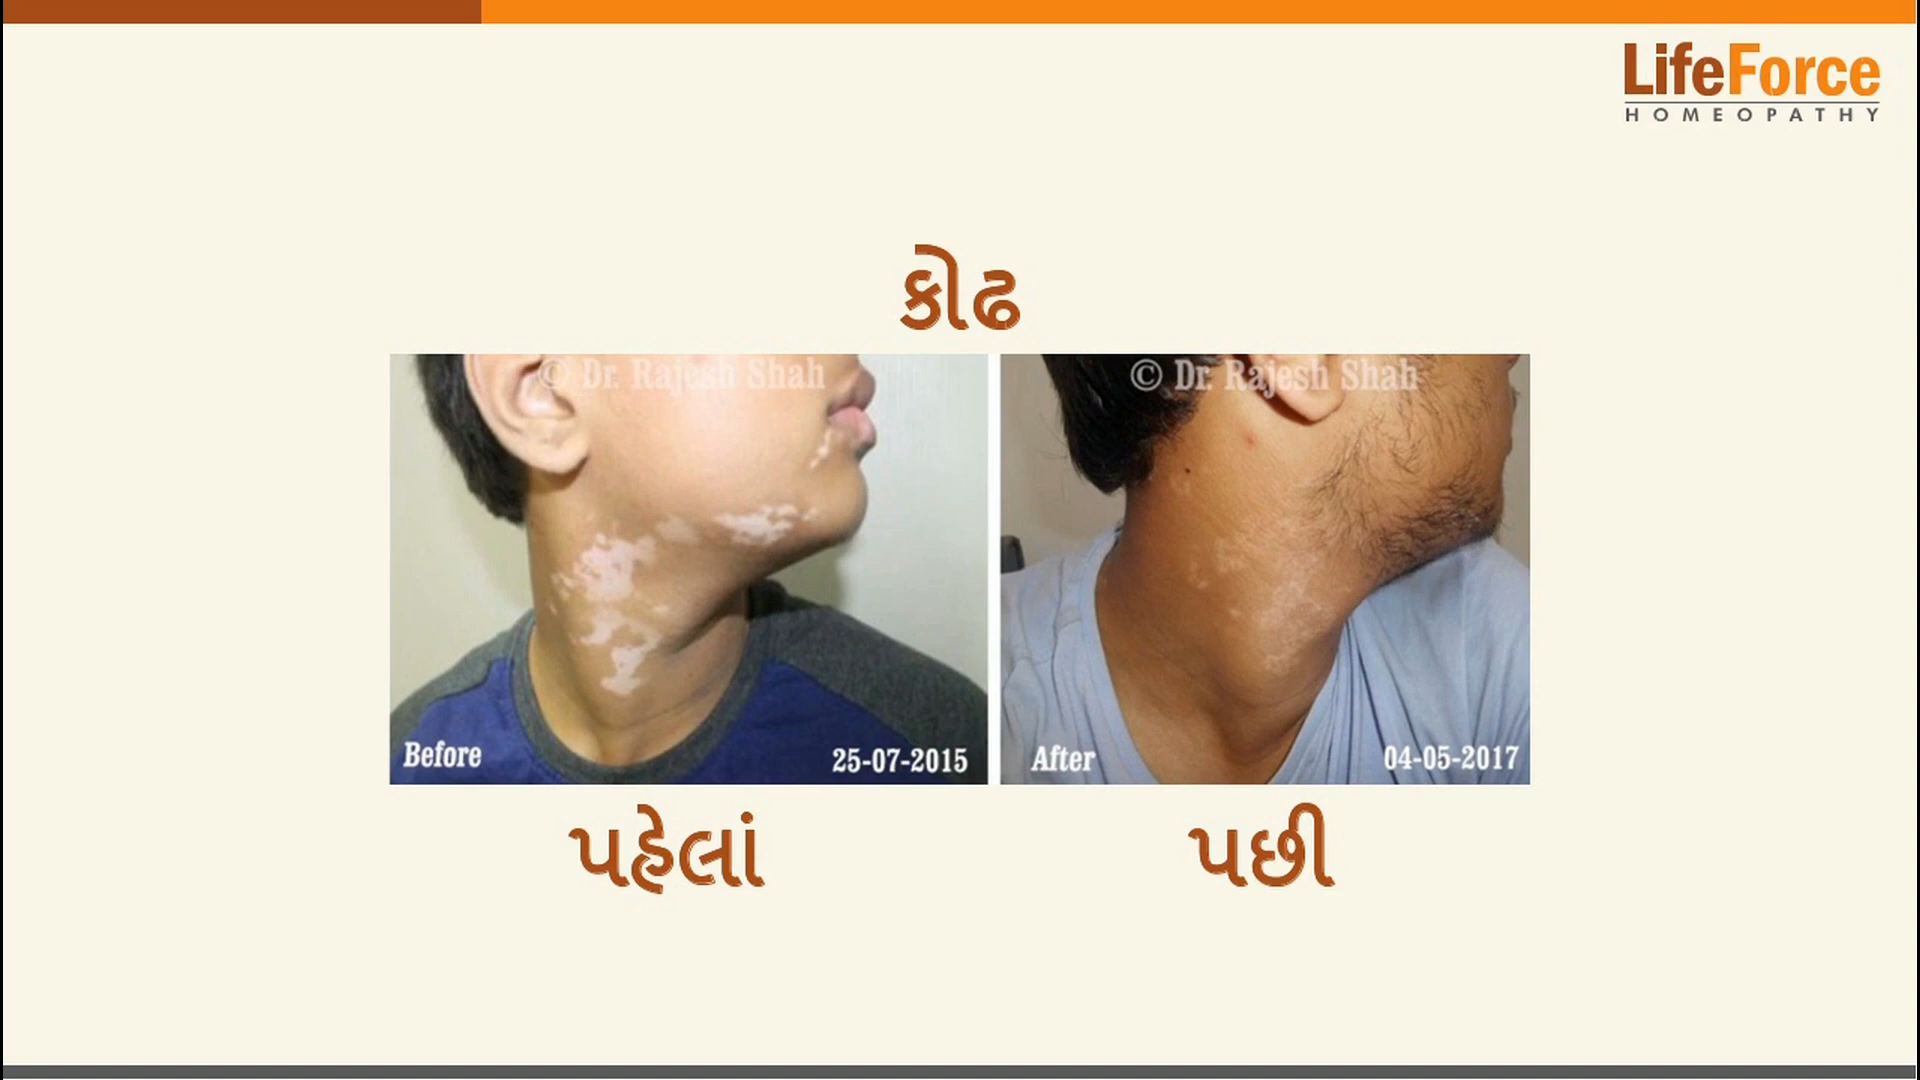 LifeForce
HOMEOPATHY
કોઢ
© Dr. Rajesh Shah
© Dr. Rajesh Shah
Before
25-07-2015
After
04-05-2017
પહેલાં
પછી